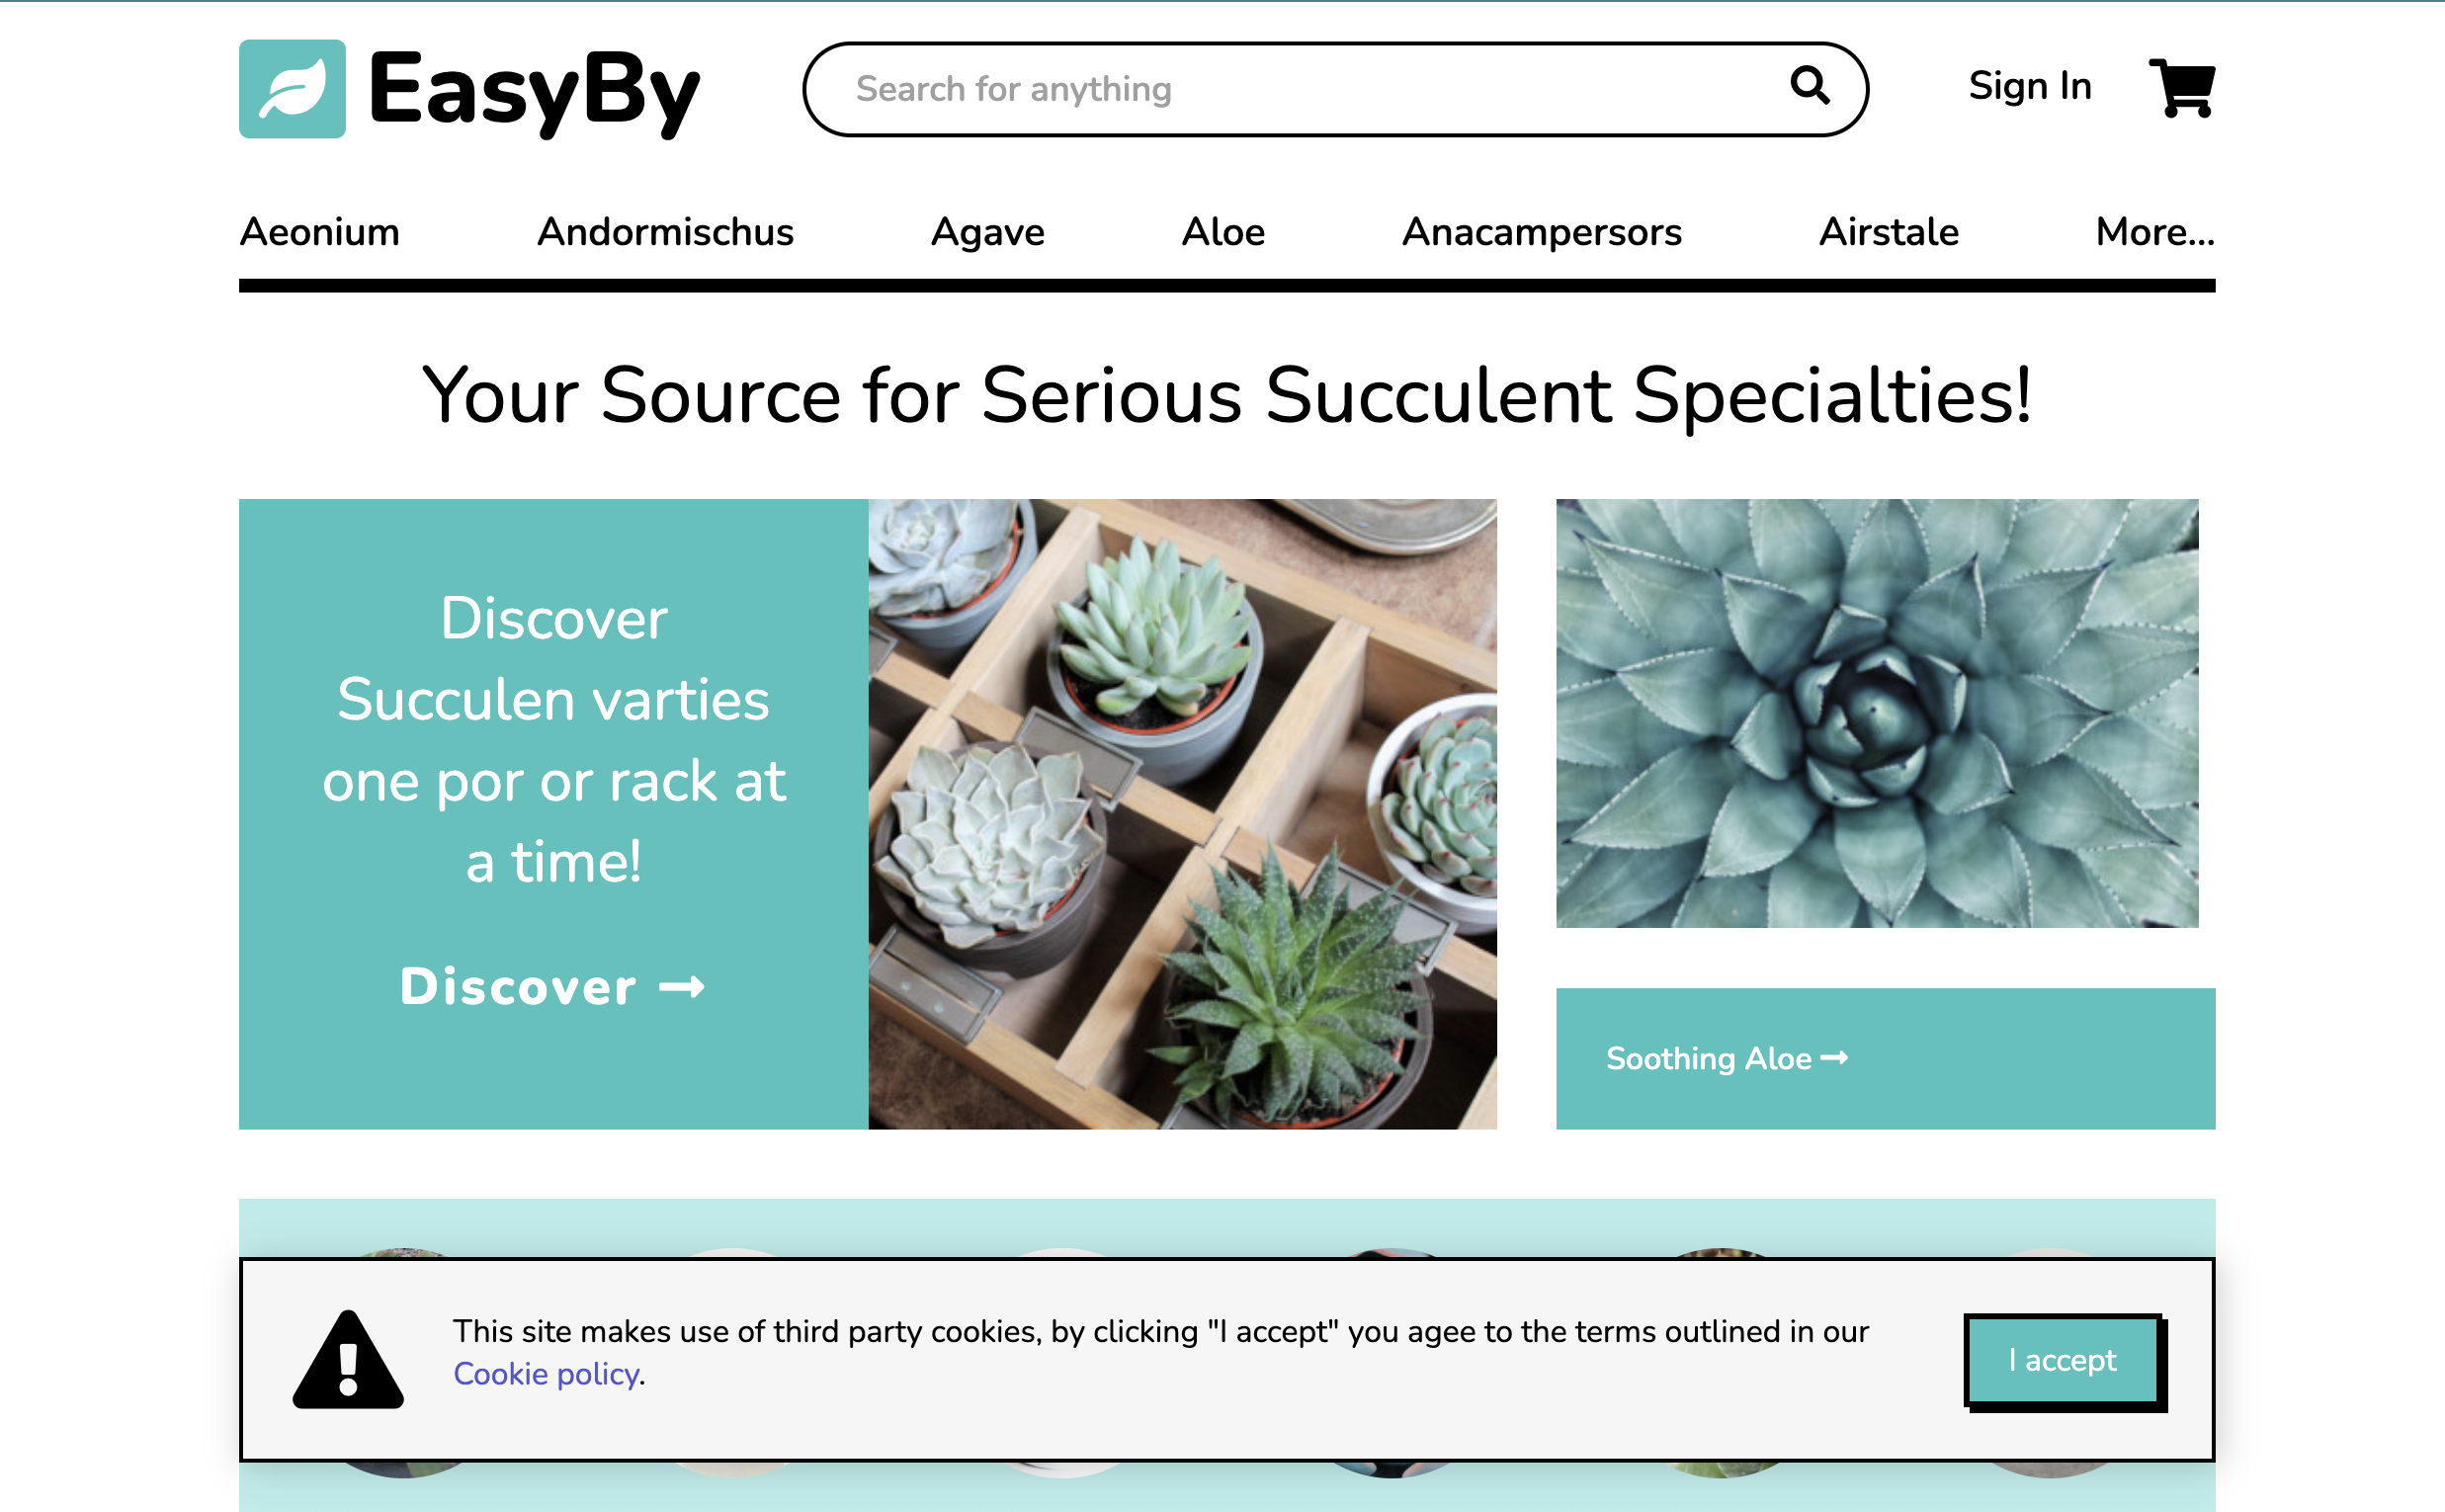 EasyBy
Search for anything
Sign In
Aeonium
Andormischus
Agave
Aloe
Anacampersors
Airstale
More...
Your Source for Serious Succulent Specialties!
Discover
Succulen varties
one por or rack at
a time!
Discover
Soothing Aloe
This site makes use of third party cookies, by clicking "I accept" you agee to the terms outlined in our
Cookie policy.
I accept